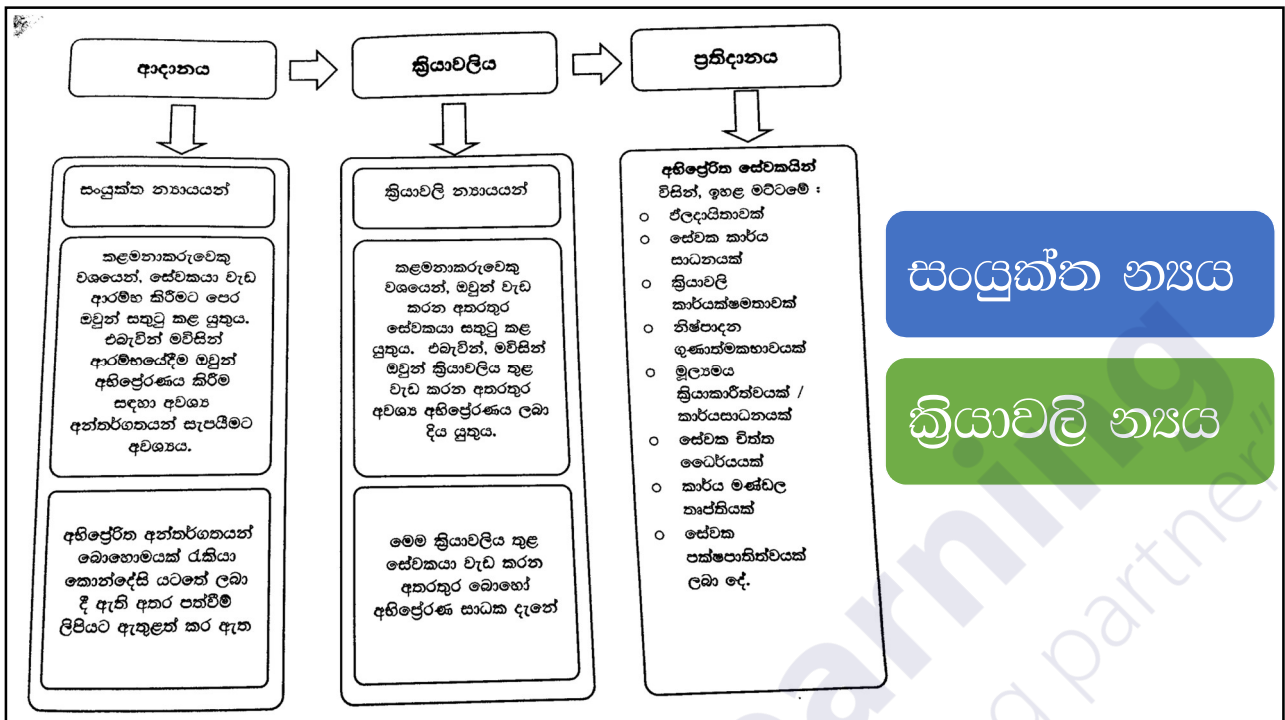 ආදානය
ක්‍රියාවලිය
ප්‍රතිදානය
සංයුක්ත න්‍යායයන්
කළමනාකරුවෙකු
වශයෙන්, සේවකයා වැඩ
ආරම්භ කිරීමට පෙර
ඔවුන් සතුටු කළ යුතුය.
එබැවින් මවිසින්
ආරම්භයේදීම ඔවුන්
අභිප්‍රේරණය කිරීම
සඳහා අවශ්‍ය
අන්තර්ගතයන් සැපයීමට
අවශ්‍යය.
අභිප්‍රේරිත අන්තර්ගතයන්
බොහොමයක් රැකියා
කොන්දේසි යටතේ ලබා
දී ඇති අතර පත්වීම්
ලිපියට ඇතුළත් කර ඇත
ක්‍රියාවලි න්‍යායයන්
කළමනාකරුවෙකු
වශයෙන්, ඔවුන් වැඩ
කරන අතරතුර
සේවකයා සතුටු කළ
යුතුය. එබැවින්, මවිසින්
ඔවුන් ක්‍රියාවලිය තුළ
වැඩ කරන අතරතුර
අවශ්‍ය අභිප්‍රේරණය ලබා
දිය යුතුය.
මෙම ක්‍රියාවලිය තුළ
සේවකයා වැඩ කරන
අතරතුර බොහෝ
අභිප්‍රේරණ සාධක දැනේ
අභිප්‍රේරිත සේවකයින්
විසින්, ඉහළ මට්ටමේ :
○ ඵලදායිතාවක්
○ සේවක කාර්ය
සාධනයක්
○ ක්‍රියාවලි
කාර්යක්ෂමතාවක්
○ නිෂ්පාදන
ගුණාත්මකභාවයක්
○ මූල්‍යමය
ක්‍රියාකාරීත්වයක් /
කාර්යසාධනයක්
○ සේවක චිත්ත
ධෛර්යයක්
○ කාර්ය මණ්ඩල
තෘප්තියක්
○ සේවක
පක්ෂපාතිත්වයක්
ලබා දේ.
සංයුක්ත න්‍යය
ක්‍රියාවලි න්‍යය
arning
g partner"